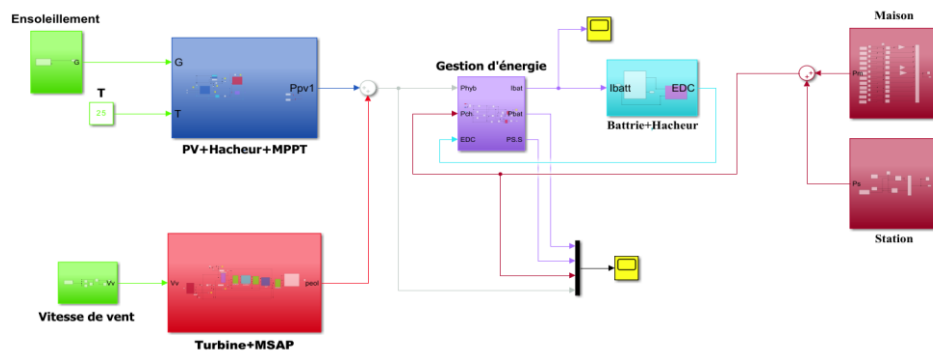 Ensoleillement
G
T
25
G
T
Ppv1
PV+Hacheur+MPPT
Vitesse de vent
Vv
Vv
peol
Turbine+MSAP
Gestion d'énergie
Phyb
Pch
EDC
Ibat
Pbat
PS.S
Ibatt
EDC
Battrie+Hacheur
Maison
Ps
Station